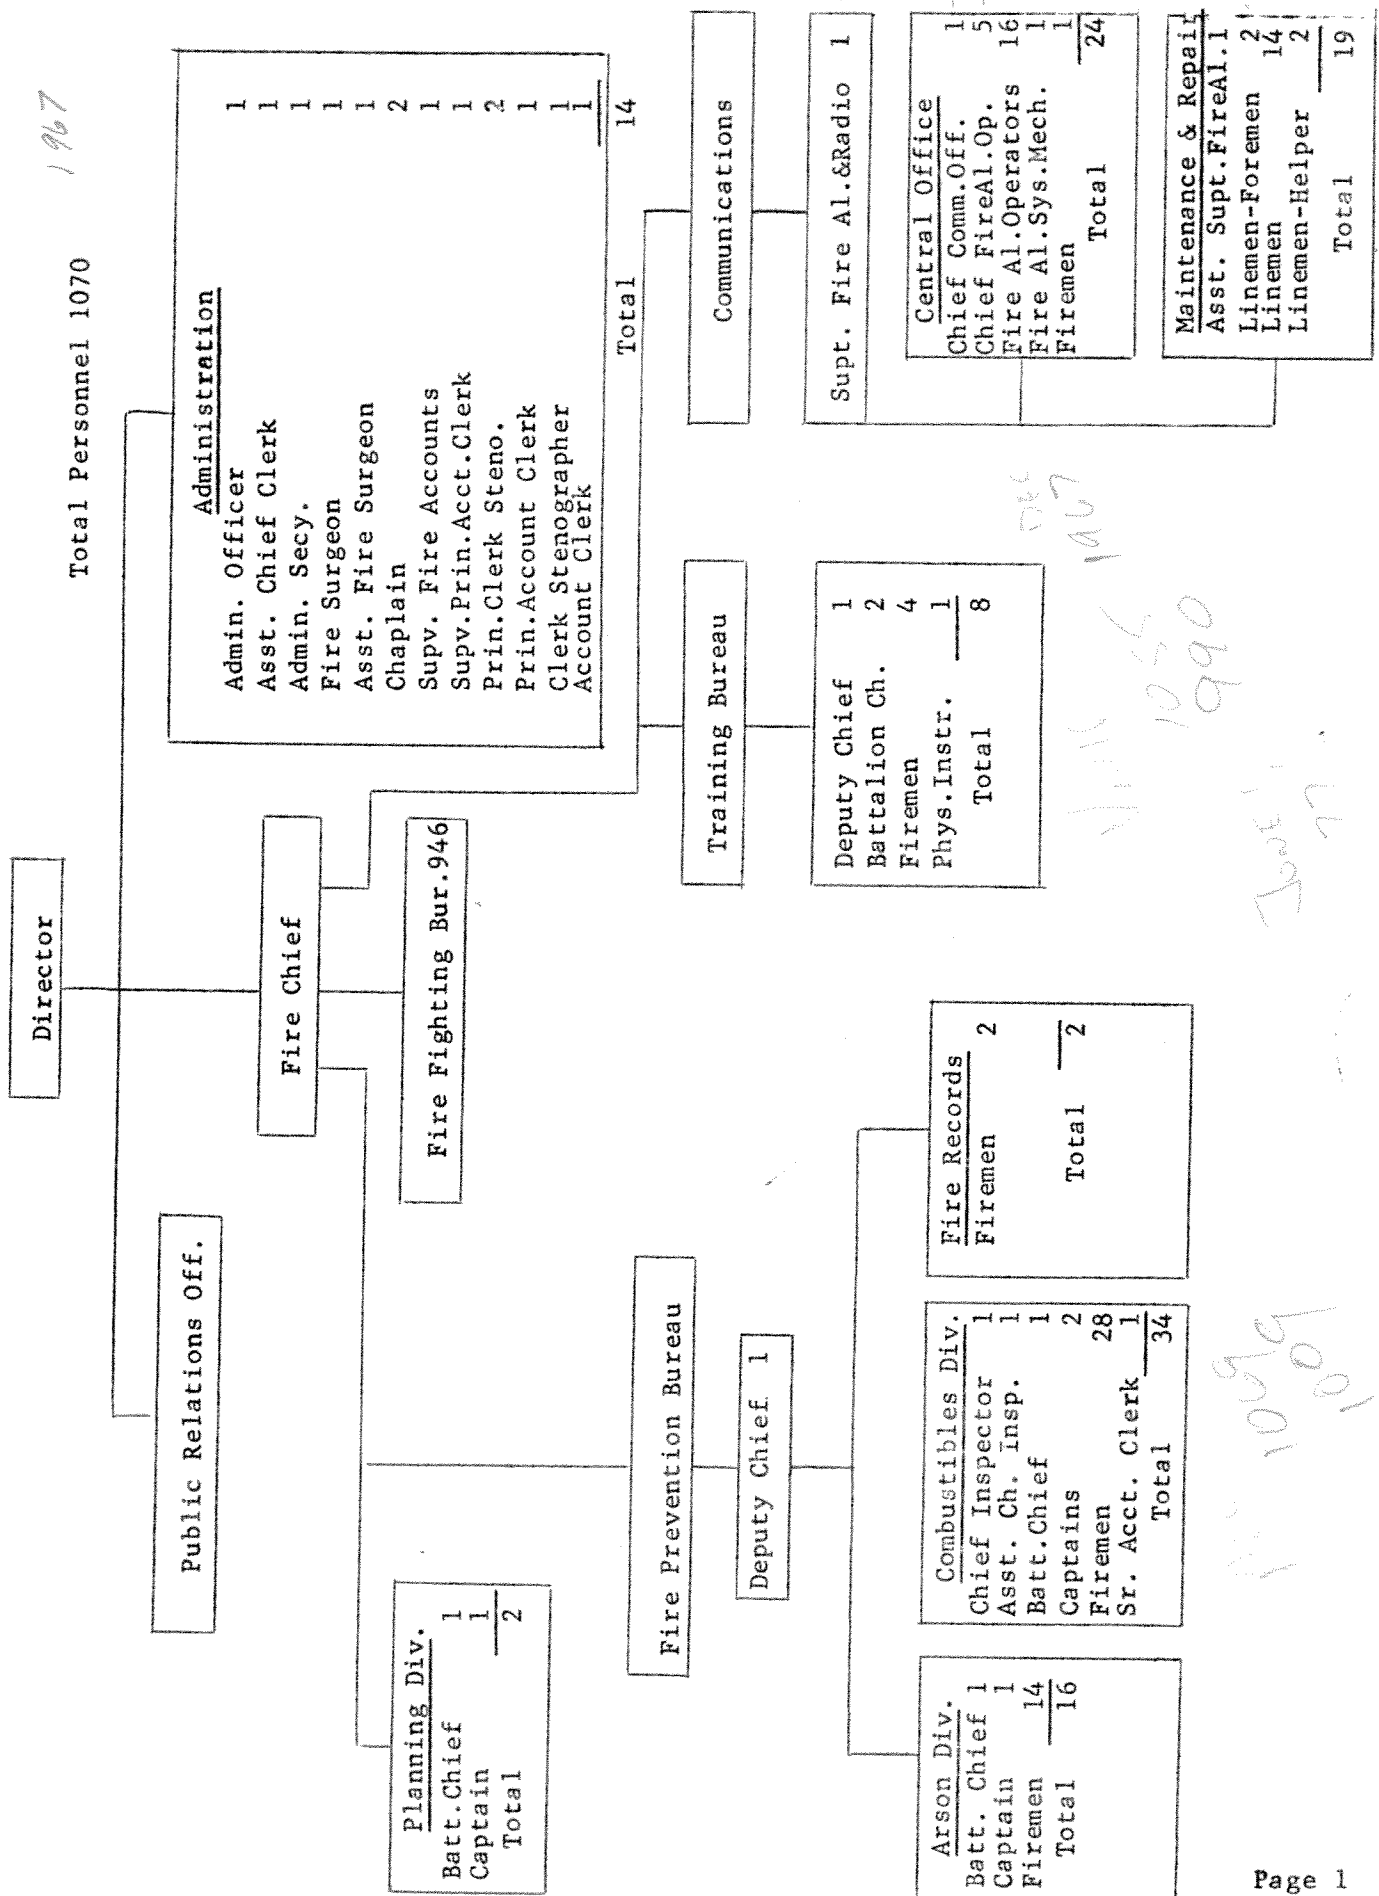 1967
Total Personnel 1070
Director
Public Relations Off.
Fire Chief
Administration
Admin. Officer 1
Asst. Chief Clerk 1
Admin. Secy. 1
Fire Surgeon 1
Asst. Fire Surgeon 1
Chaplain 2
Supv. Fire Accounts 1
Supv.Prin.Acct.Clerk 1
Prin.Clerk Steno. 2
Prin.Account Clerk 1
Clerk Stenographer 1
Account Clerk 1
Total 14
Planning Div.
Batt.Chief 1
Captain 1
Total 2
Fire Fighting Bur.946
Fire Prevention Bureau
Deputy Chief 1
Training Bureau
Deputy Chief 1
Battalion Ch. 2
Firemen 4
Phys.Instr. 1
Total 8
Communications
Supt. Fire Al.&Radio 1
Arson Div.
Batt. Chief 1
Captain 1
Firemen 14
Total 16
Combustibles Div.
Chief Inspector 1
Asst. Ch. Insp. 1
Batt.Chief 1
Captains 2
Firemen 28
Sr. Acct. Clerk 1
Total 34
Fire Records
Firemen 2
Total 2
Central Office
Chief Comm.Off. 1
Chief FireAl.Op. 5
Fire Al.Operators 16
Fire Al.Sys.Mech. 1
Firemen 1
Total 24
Maintenance & Repair
Asst. Supt.FireAl.1
Linemen-Foremen 2
Linemen 14
Linemen-Helper 2
Total 19
DEC
1967
990
77
1009
Page 1